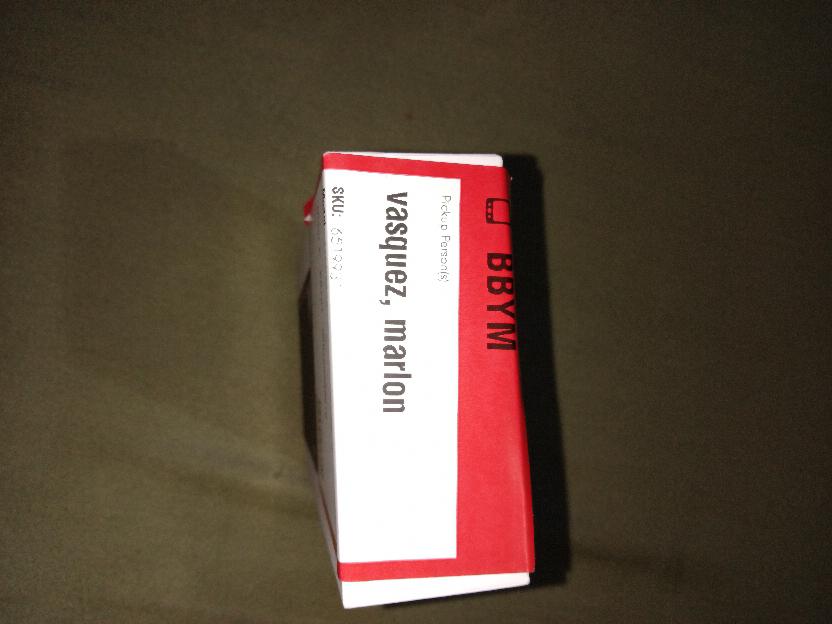 BBYM
Pickup Person(s)
vasquez, marlon
SKU: